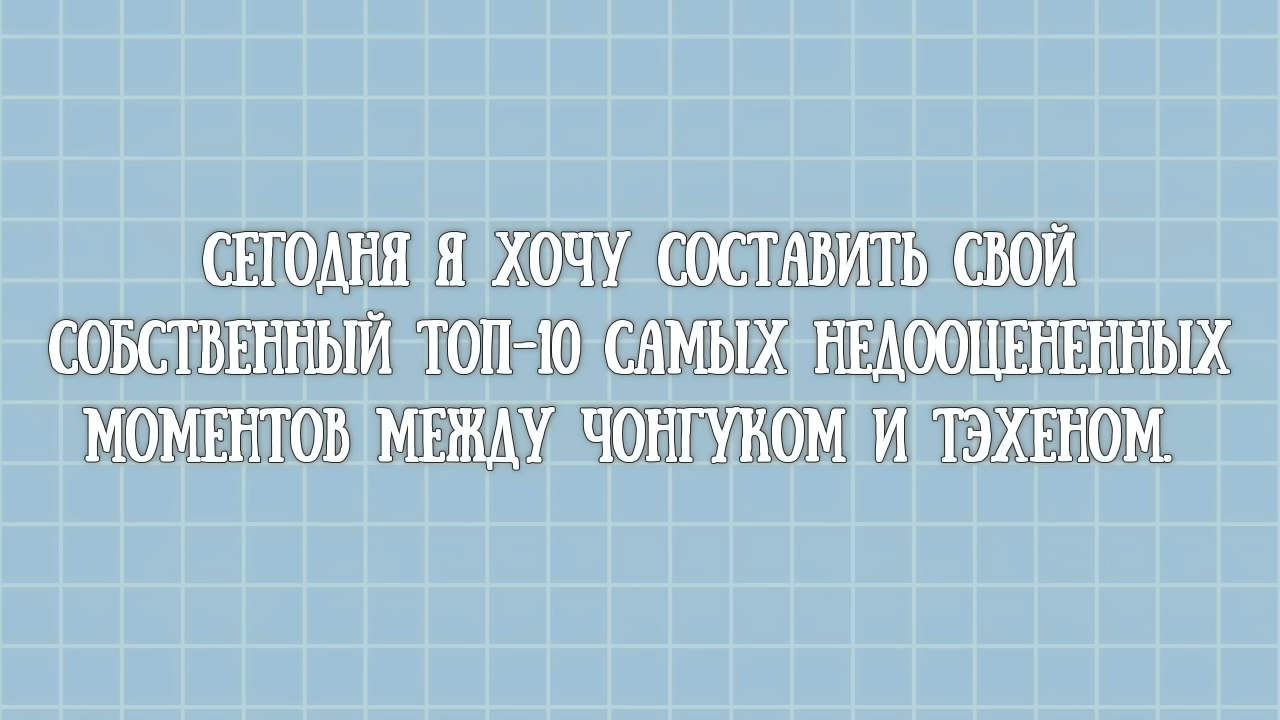 СЕГОДНЯ Я ХОЧУ СОСТАВИТЬ СВОЙ
СОБСТВЕННЫЙ ТОП-10 САМЫХ НЕДООЦЕНЕННЫХ
МОМЕНТОВ МЕЖДУ ЧОНГУКОМ И ТЭХЕНОМ.